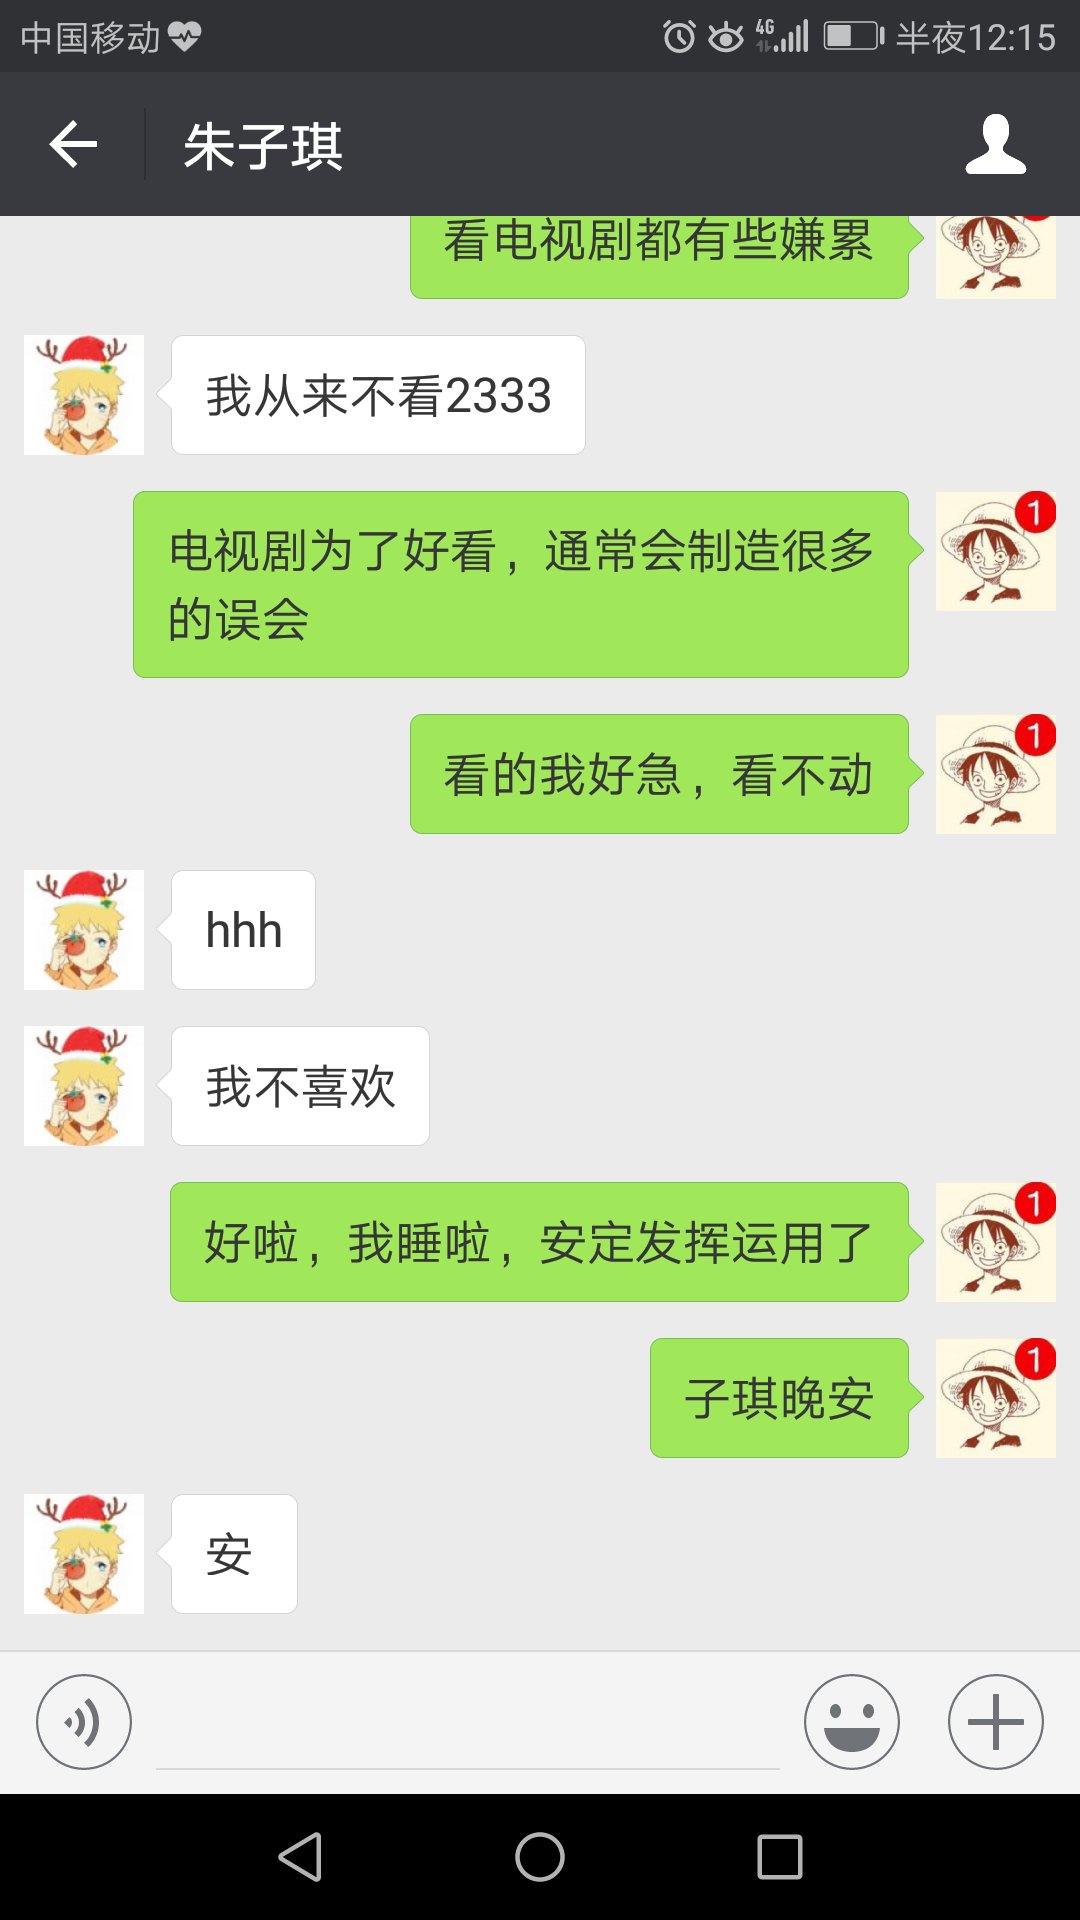 中国移动
4G
半夜12:15
朱子琪
看电视剧都有些嫌累
我从来不看2333
电视剧为了好看，通常会制造很多
的误会
1
看的我好急，看不动
1
hhh
我不喜欢
好啦，我睡啦，安定发挥运用了
1
子琪晚安
1
安